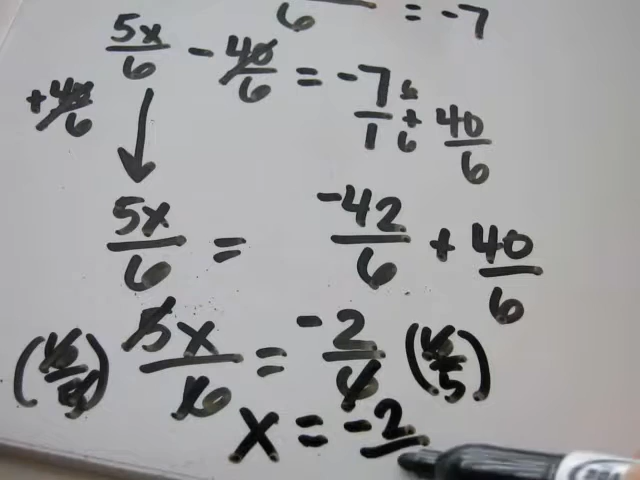 6 = -7
5x/6 - 40/6 = -7/1 6/6 + 40/6
+40/6
5x/6 = -42/6 + 40/6
(6/5) 5x/6 = -2/6 (6/5)
x = -2/